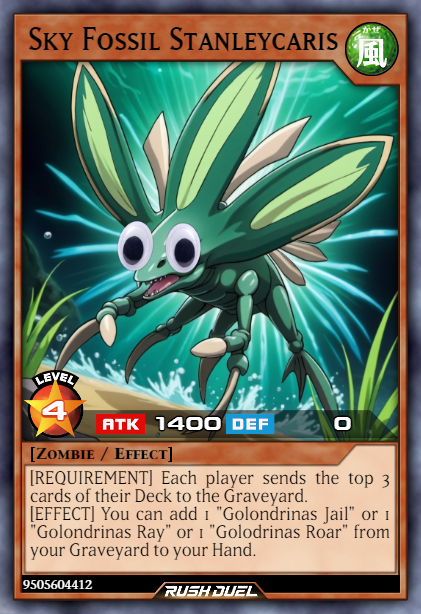 Sky Fossil Stanleycaris
かぜ
風
LEVEL
4
ATK 1400 DEF 0
[Zombie / Effect]
[REQUIREMENT] Each player sends the top 3
cards of their Deck to the Graveyard.
[EFFECT] You can add 1 "Golondrinas Jail" or 1
"Golondrinas Ray" or 1 "Golodrinas Roar" from
your Graveyard to your Hand.
9505604412
RUSH DUEL